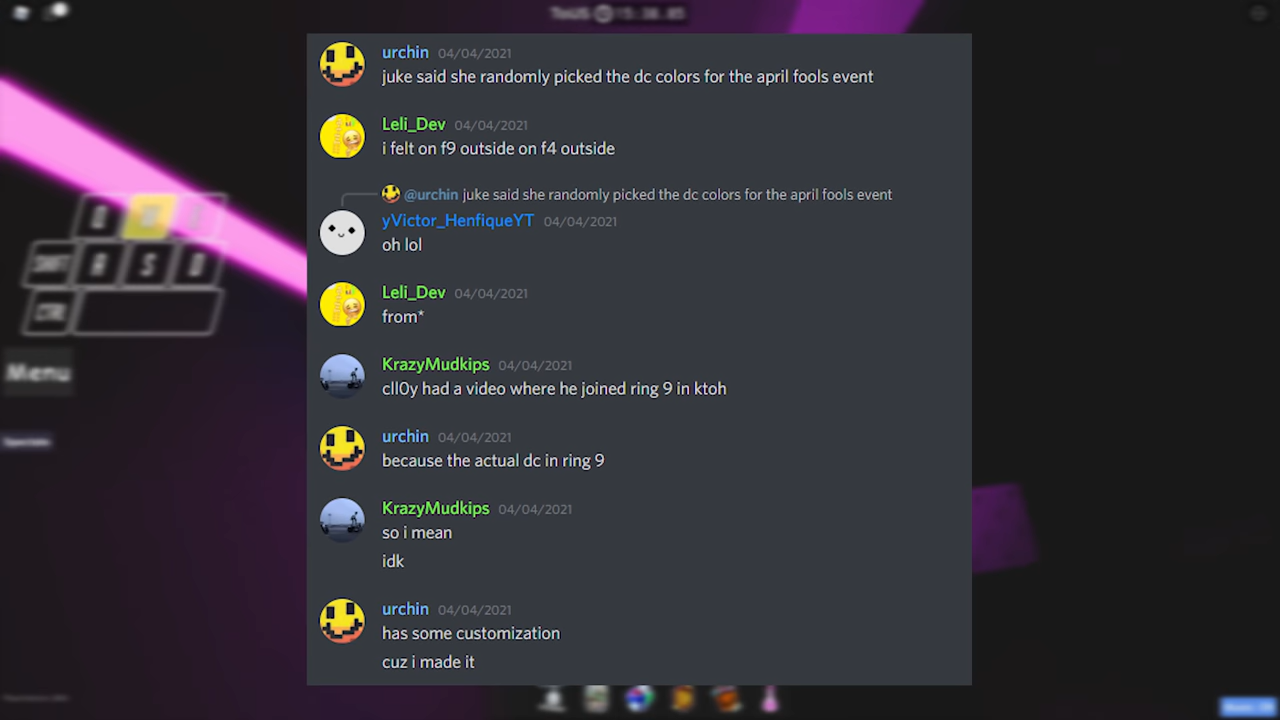 urchin 04/04/2021
juke said she randomly picked the dc colors for the april fools event
Leli_Dev 04/04/2021
i felt on f9 outside on f4 outside
@urchin juke said she randomly picked the dc colors for the april fools event
yVictor_HenfiqueYT 04/04/2021
oh lol
Leli_Dev 04/04/2021
from*
KrazyMudkips 04/04/2021
cll0y had a video where he joined ring 9 in ktoh
urchin 04/04/2021
because the actual dc in ring 9
KrazyMudkips 04/04/2021
so i mean
idk
urchin 04/04/2021
has some customization
cuz i made it
SHIFT
S
D
CTRL
Menu